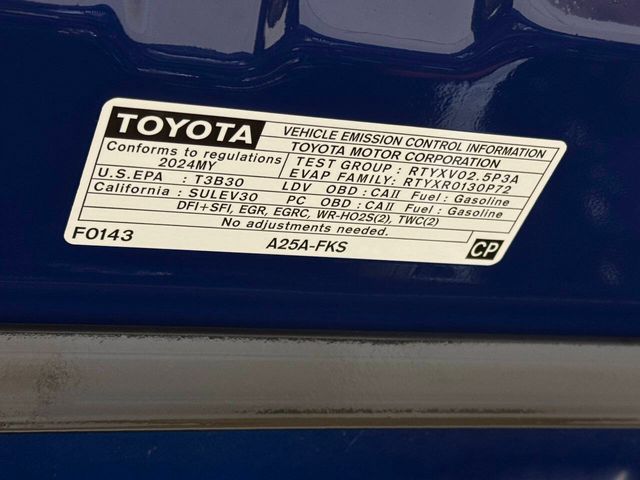 TOYOTA
VEHICLE EMISSION CONTROL INFORMATION
TOYOTA MOTOR CORPORATION
Conforms to regulations
2024MY
TEST GROUP : RTYXV02.5P3A
EVAP FAMILY: RTYXR0130P72
U.S.EPA : T3B30 LDV OBD : CAII Fuel : Gasoline
California : SULEV30 PC OBD : CAII Fuel : Gasoline
DFI+SFI, EGR, EGRC, WR-HO2S(2), TWC(2)
No adjustments needed.
F0143 A25A-FKS CP